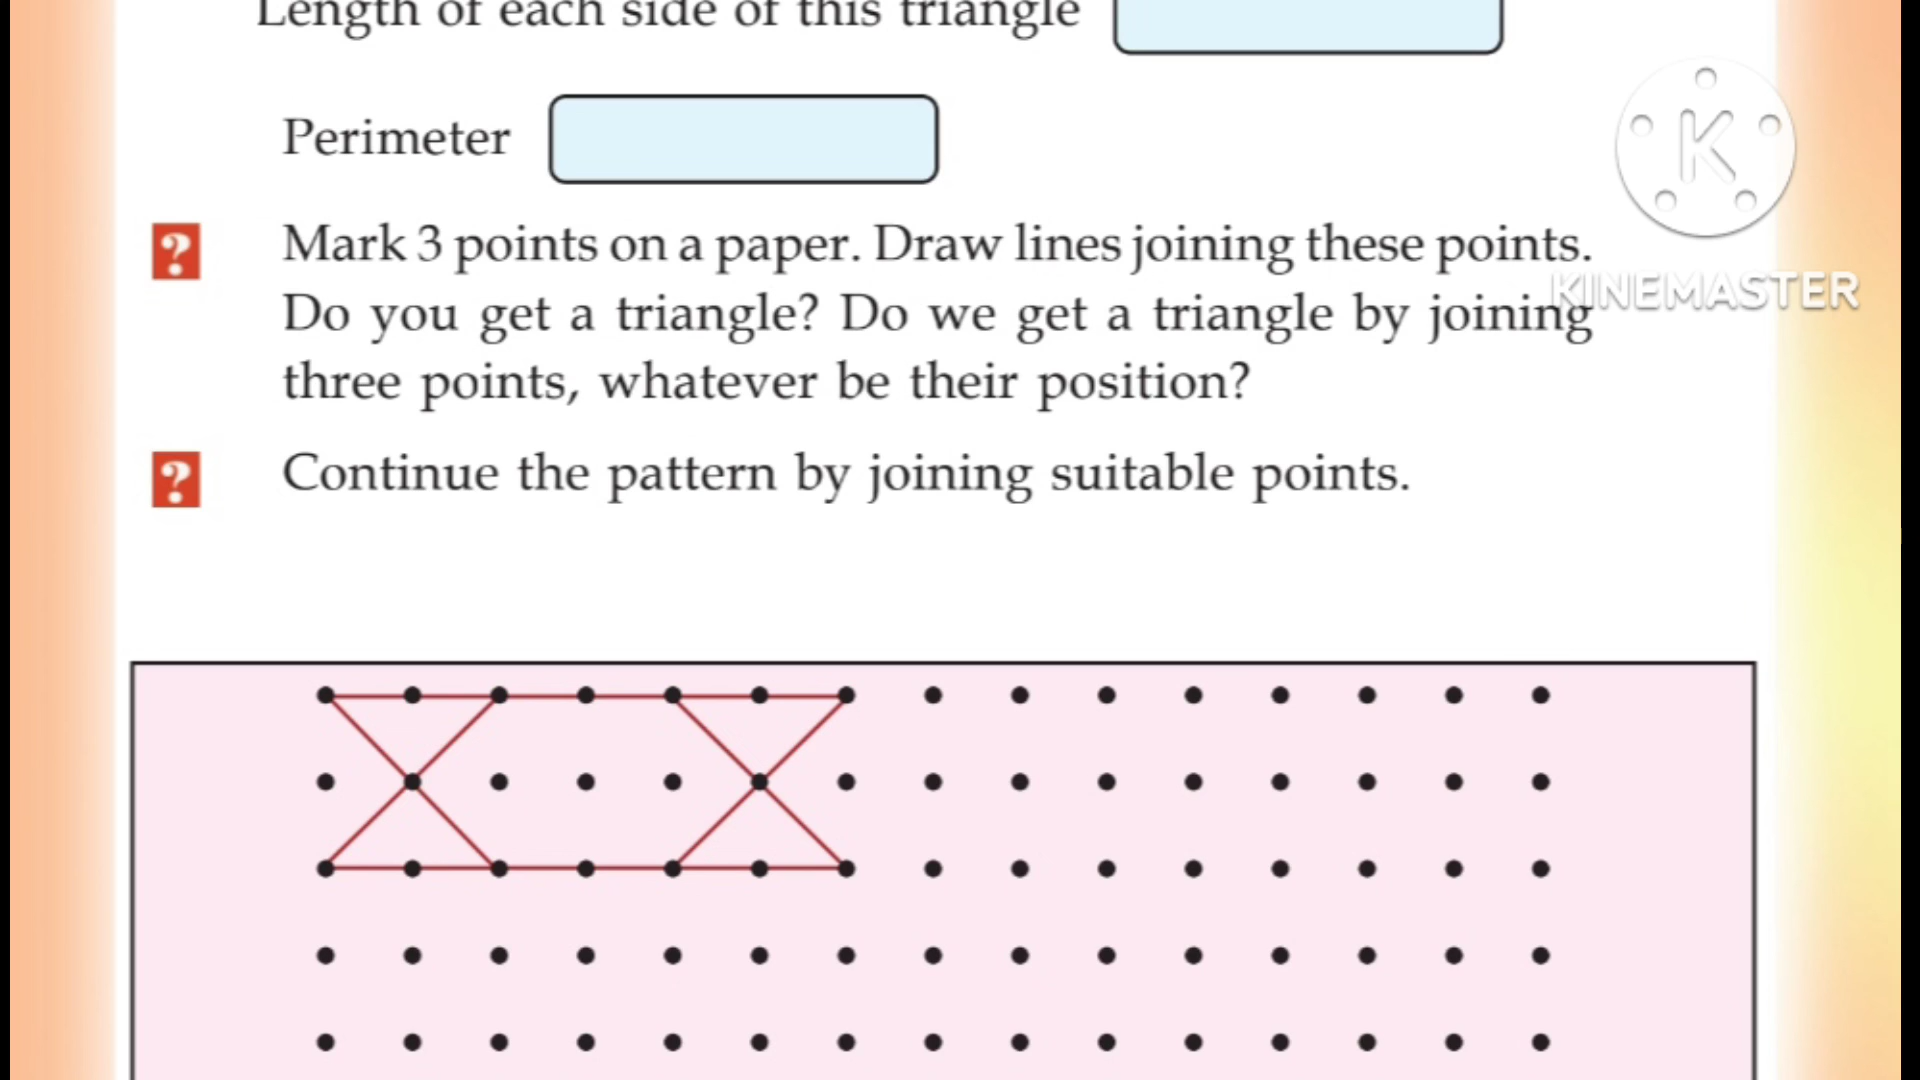 Length of each side of this triangle
Perimeter
K
KINEMASTER
? Mark 3 points on a paper. Draw lines joining these points.
Do you get a triangle? Do we get a triangle by joining
three points, whatever be their position?
? Continue the pattern by joining suitable points.